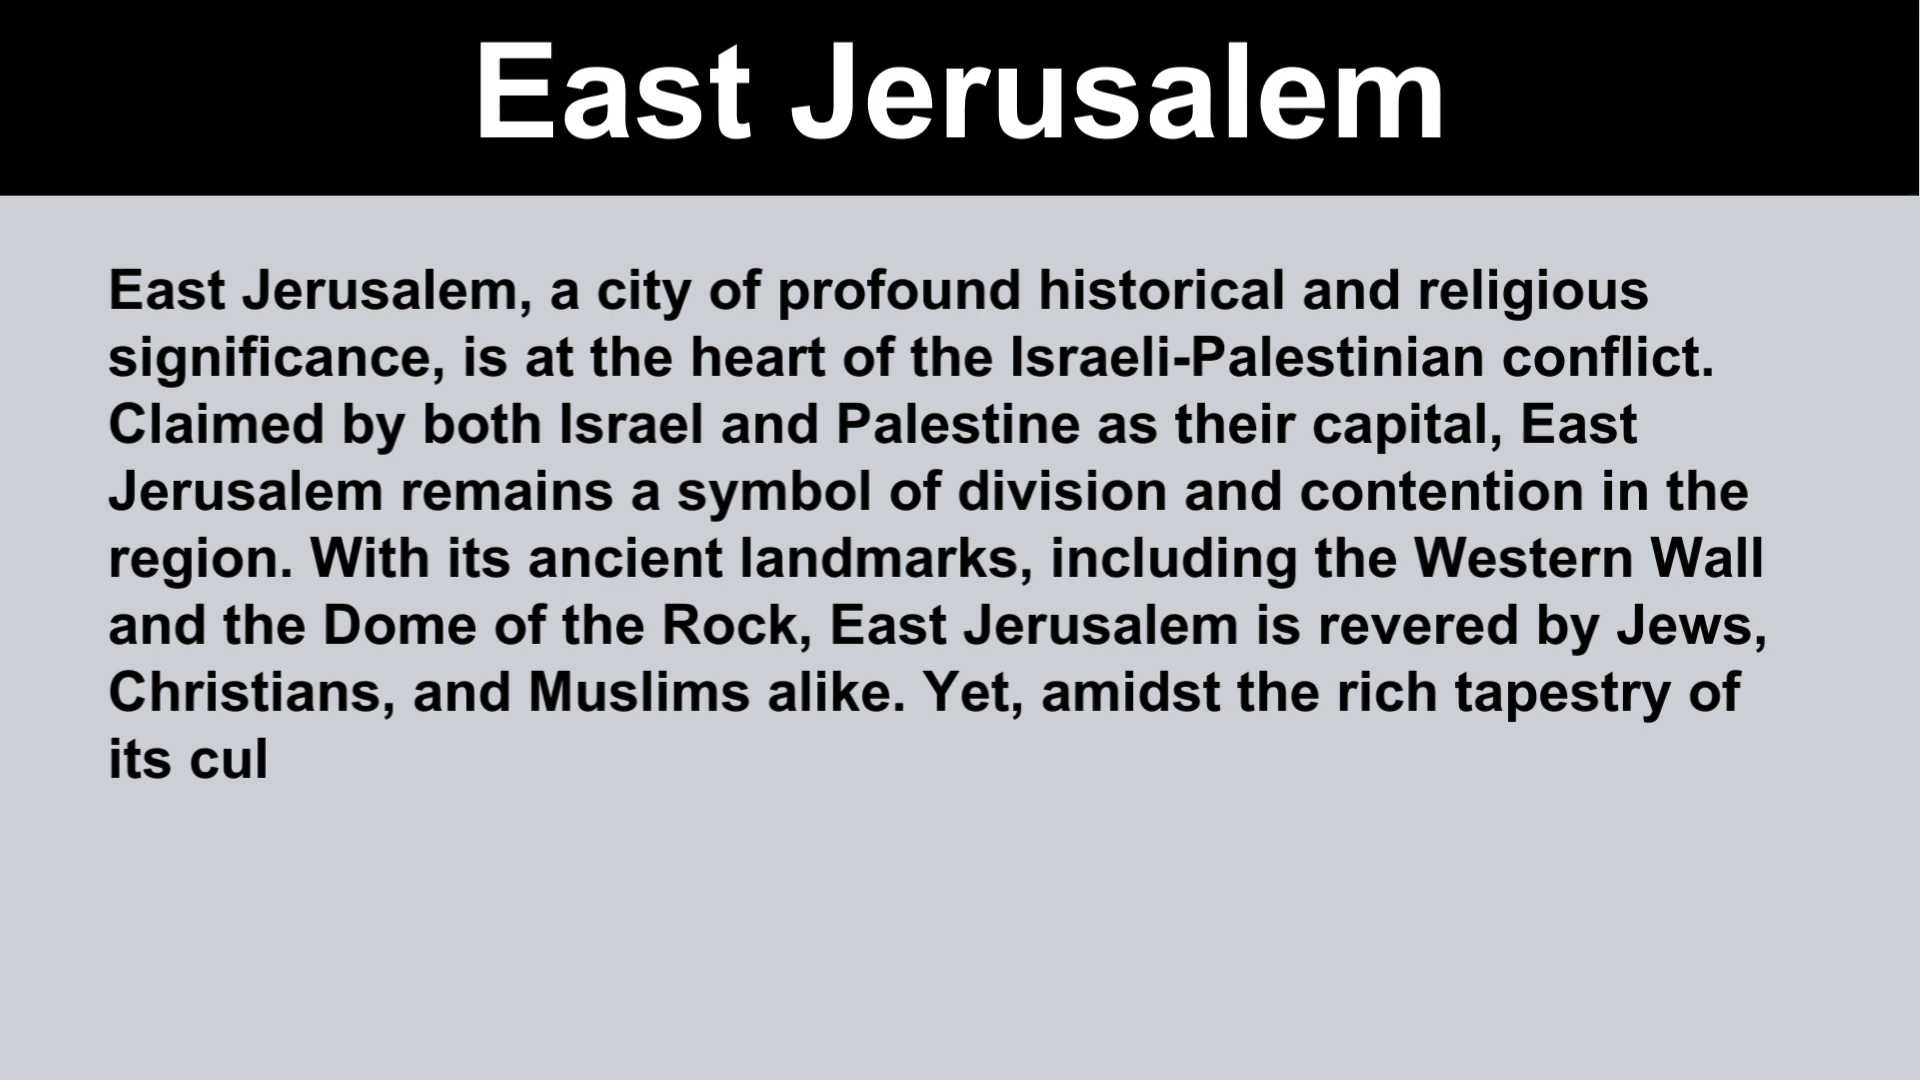 East Jerusalem
East Jerusalem, a city of profound historical and religious
significance, is at the heart of the Israeli-Palestinian conflict.
Claimed by both Israel and Palestine as their capital, East
Jerusalem remains a symbol of division and contention in the
region. With its ancient landmarks, including the Western Wall
and the Dome of the Rock, East Jerusalem is revered by Jews,
Christians, and Muslims alike. Yet, amidst the rich tapestry of
its cul